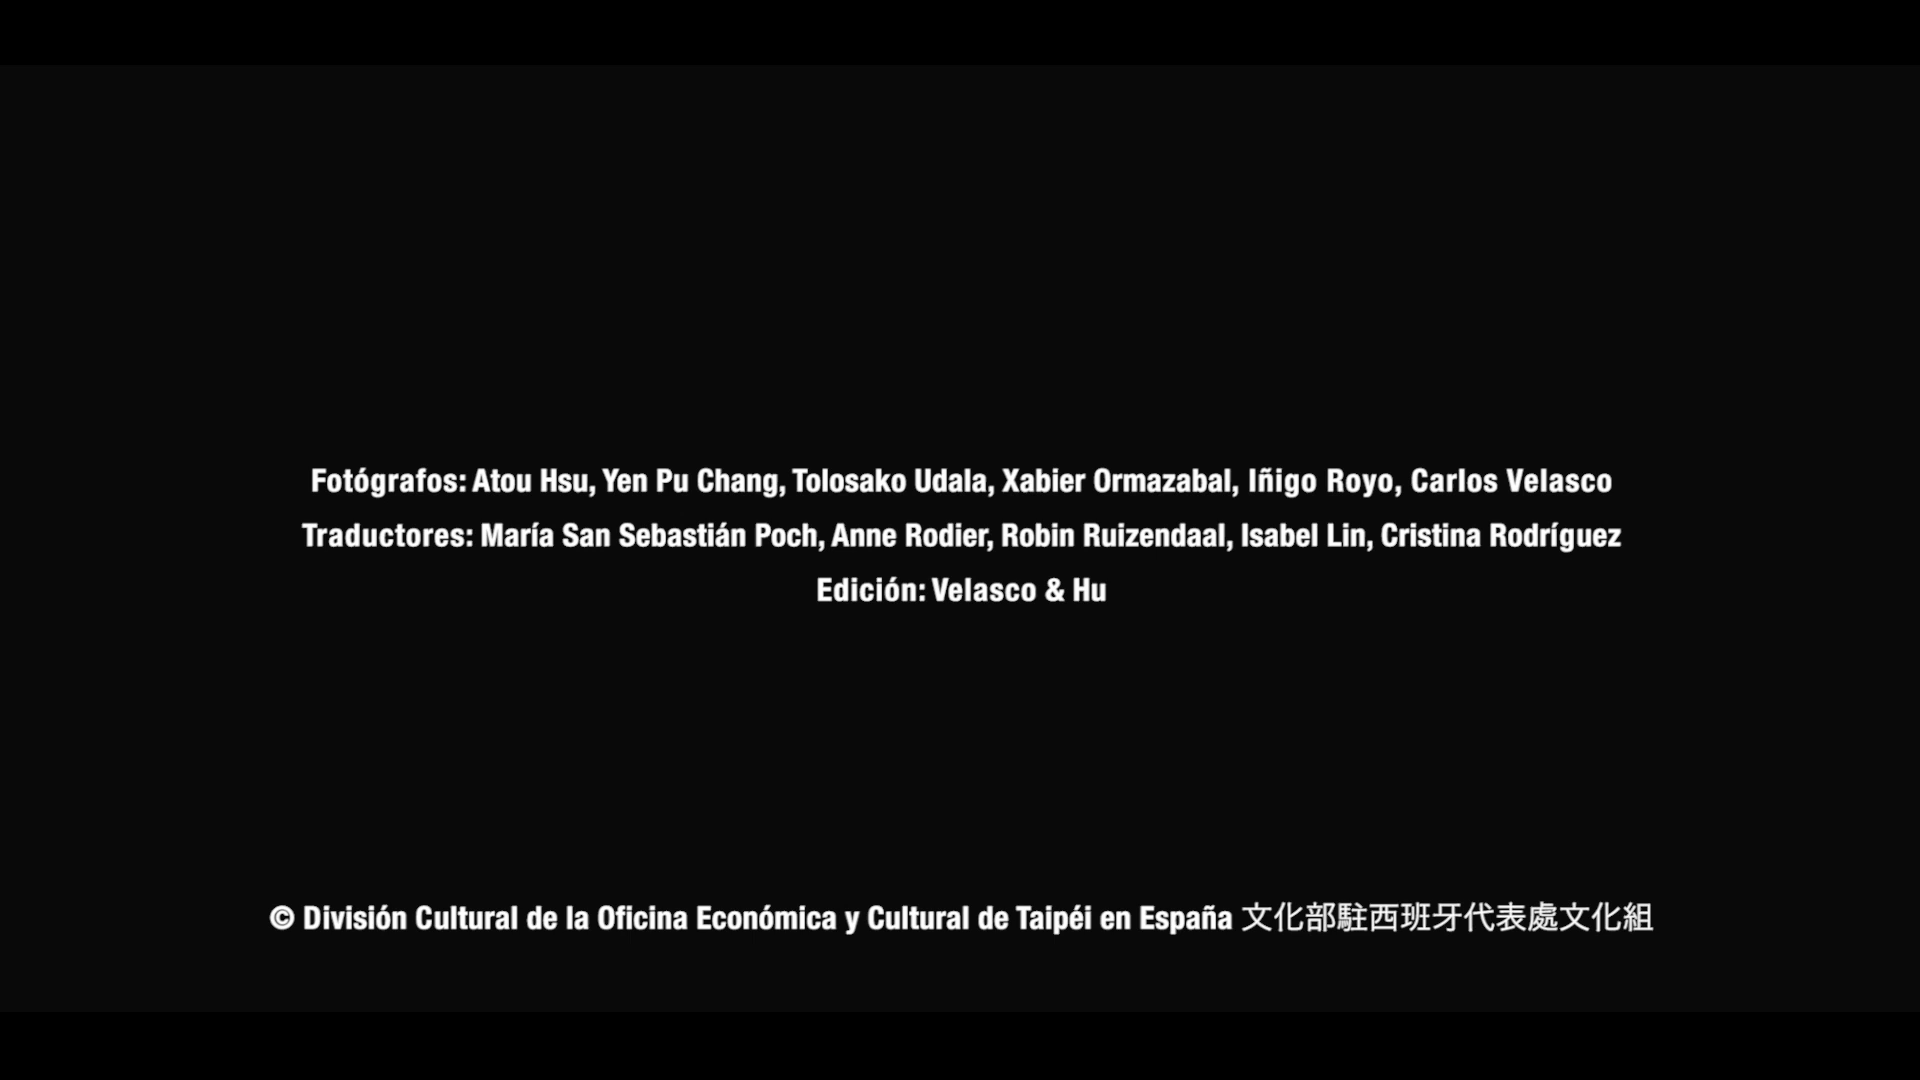 Fotógrafos: Atou Hsu, Yen Pu Chang, Tolosako Udala, Xabier Ormazabal, Iñigo Royo, Carlos Velasco
Traductores: María San Sebastián Poch, Anne Rodier, Robin Ruizendaal, Isabel Lin, Cristina Rodríguez
Edición: Velasco & Hu
© División Cultural de la Oficina Económica y Cultural de Taipéi en España 文化部駐西班牙代表處文化組